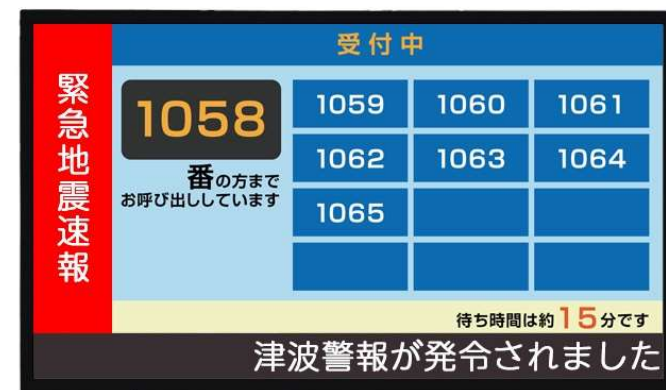 緊急地震速報
受付中
1058
番の方まで
お呼び出ししています
1059 1060 1061
1062 1063 1064
1065
待ち時間は約15分です
津波警報が発令されました